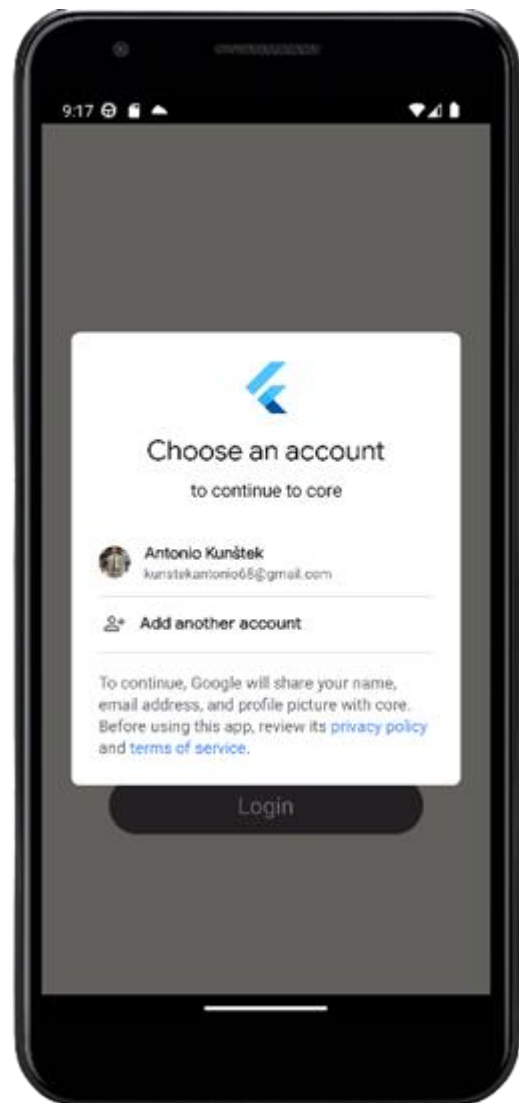 9:17
Choose an account
to continue to core
Antonio Kunštek
kunstekantonio68@gmail.com
Add another account
To continue, Google will share your name,
email address, and profile picture with core.
Before using this app, review its privacy policy
and terms of service.
Login